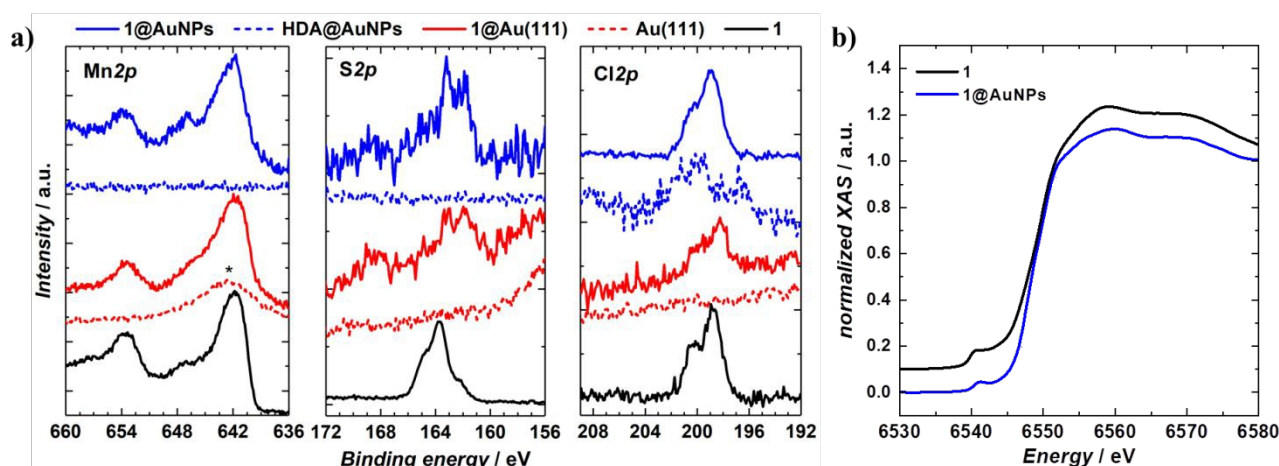 1@AuNPs HDA@AuNPs 1@Au(111) Au(111) 1
a)
Mn2p
S2p
Cl2p
*
Intensity / a.u.
660 654 648 642 636
172 168 164 160 156
208 204 200 196 192
Binding energy / eV
b)
1
1@AuNPs
normalized XAS / a.u.
1.4
1.2
1.0
0.8
0.6
0.4
0.2
0.0
6530 6540 6550 6560 6570 6580
Energy / eV